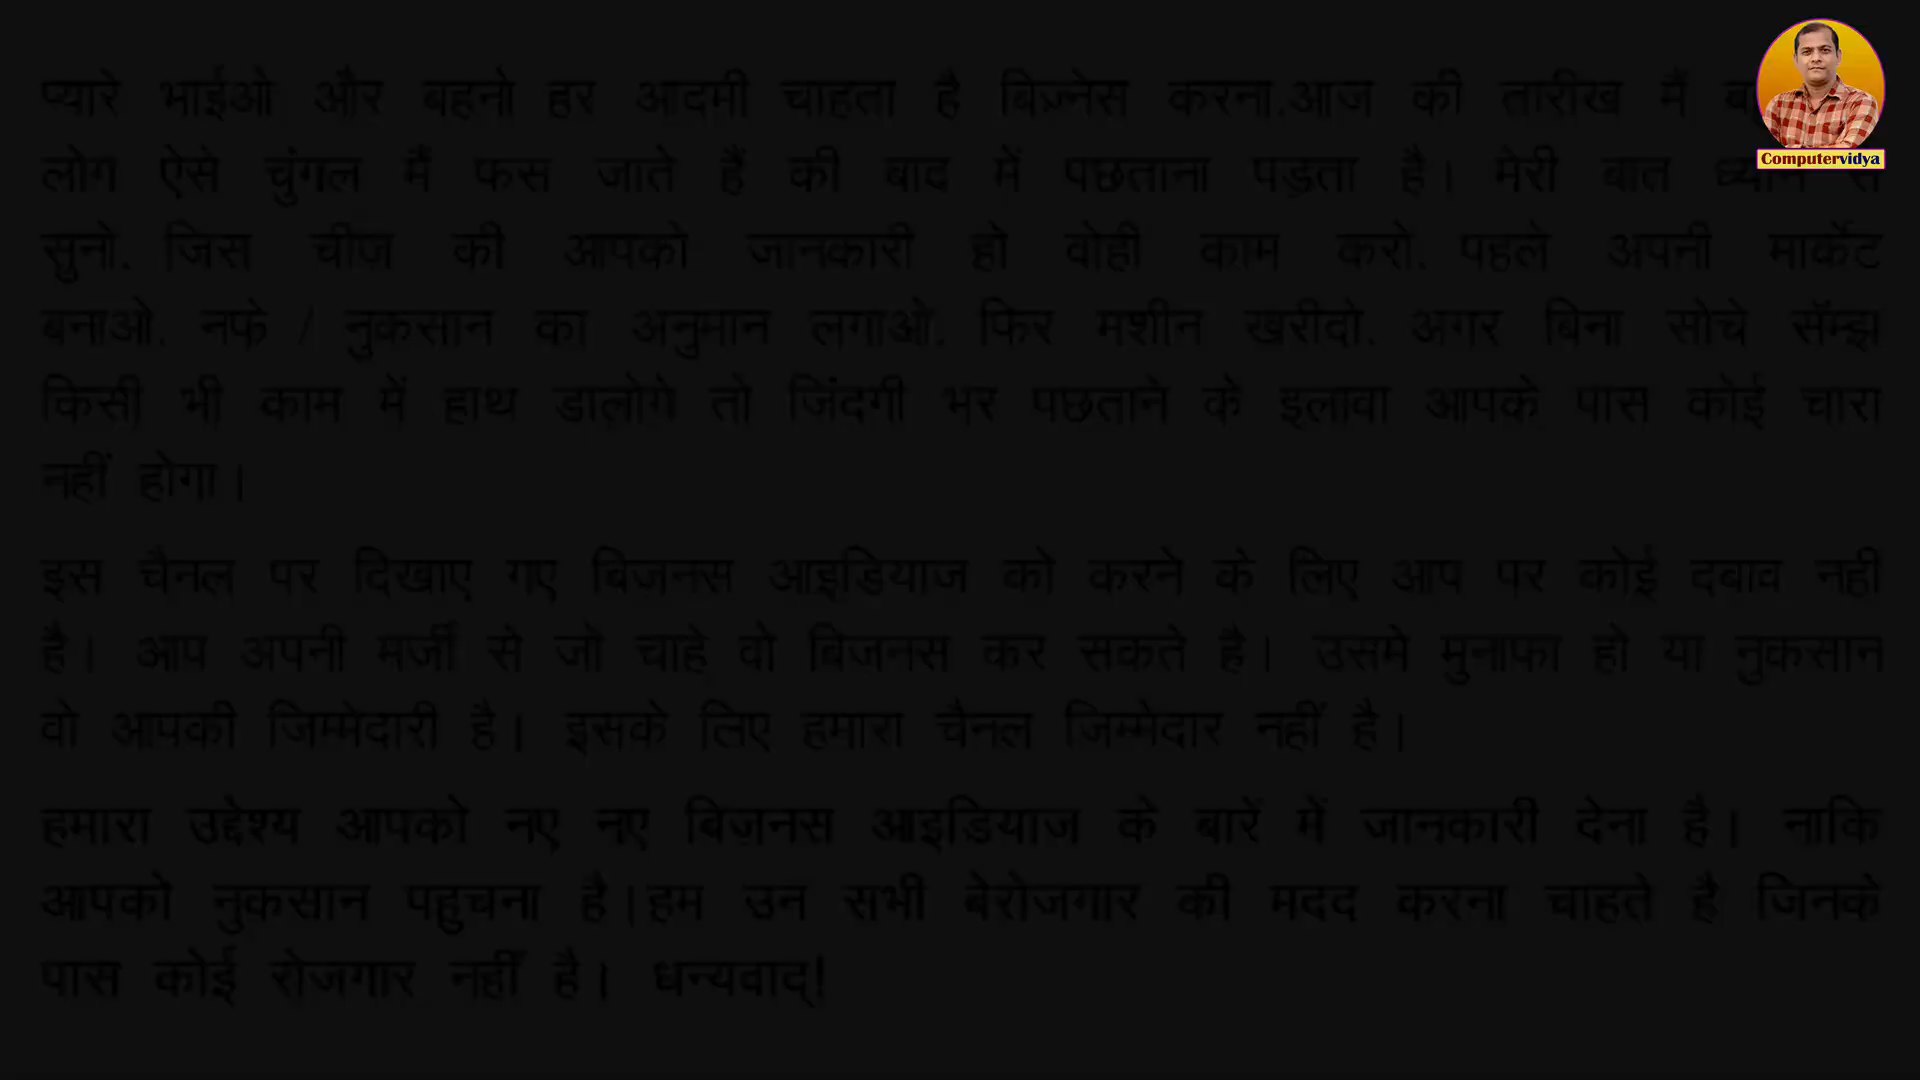 प्यारे भाईओ और बहनो हर आदमी चाहता है बिज़्नेस करना.आज की तारीख मैं
लोग ऐसे चुंगल मैं फस जाते हैं की बाद में पछताना पड़ता है। मेरी बात ध्यान से
सुनो. जिस चीज़ की आपको जानकारी हो वोही काम करो. पहले अपनी मार्केट
बनाओ. नफे / नुकसान का अनुमान लगाओ. फिर मशीन खरीदो. अगर बिना सोचे सॅम्झ
किसी भी काम में हाथ डालोगे तो जिंदगी भर पछताने के इलावा आपके पास कोई चारा
नहीं होगा।
इस चैनल पर दिखाए गए बिजनस आइडियाज को करने के लिए आप पर कोई दबाव नही
है। आप अपनी मर्जी से जो चाहे वो बिजनस कर सकते है। उसमे मुनाफा हो या नुकसान
वो आपकी जिम्मेदारी है। इसके लिए हमारा चैनल जिम्मेदार नहीं है।
हमारा उद्देश्य आपको नए नए बिज़नस आइडियाज के बारें में जानकारी देना है। नाकि
आपको नुकसान पहुचना है।हम उन सभी बेरोजगार की मदद करना चाहते है जिनके
पास कोई रोजगार नहीं है। धन्यवाद्!
Computervidya